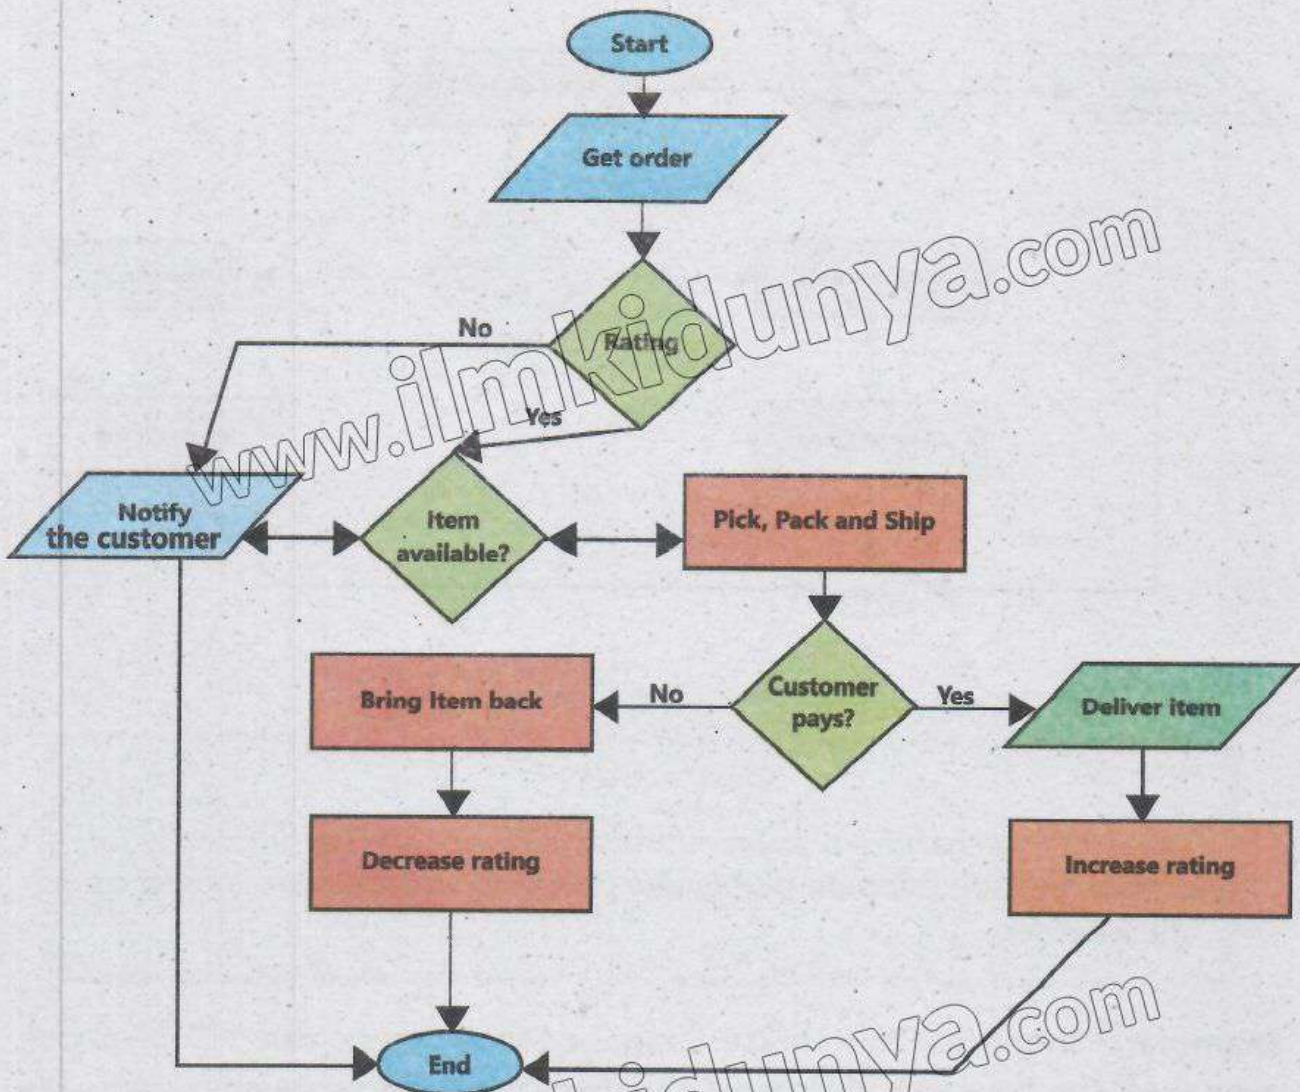 Start
Get order
Rating
No
Yes
www.ilmkidunya.com
Notify
the customer
Item
available?
Pick, Pack and Ship
Bring Item back
No
Customer
pays?
Yes
Deliver item
Decrease rating
Increase rating
End
kidunya.com